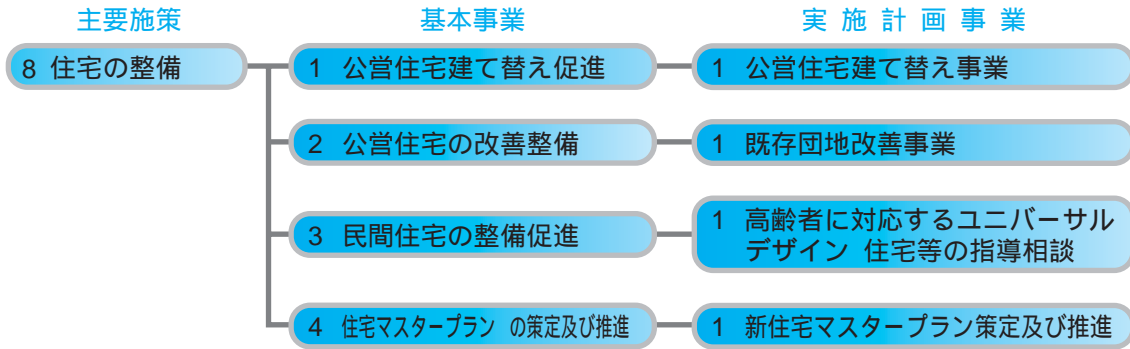 主要施策 基本事業 実施計画事業
8 住宅の整備 1 公営住宅建て替え促進 1 公営住宅建て替え事業
2 公営住宅の改善整備 1 既存団地改善事業
3 民間住宅の整備促進 1 高齢者に対応するユニバーサル
デザイン 住宅等の指導相談
4 住宅マスタープラン の策定及び推進 1 新住宅マスタープラン策定及び推進